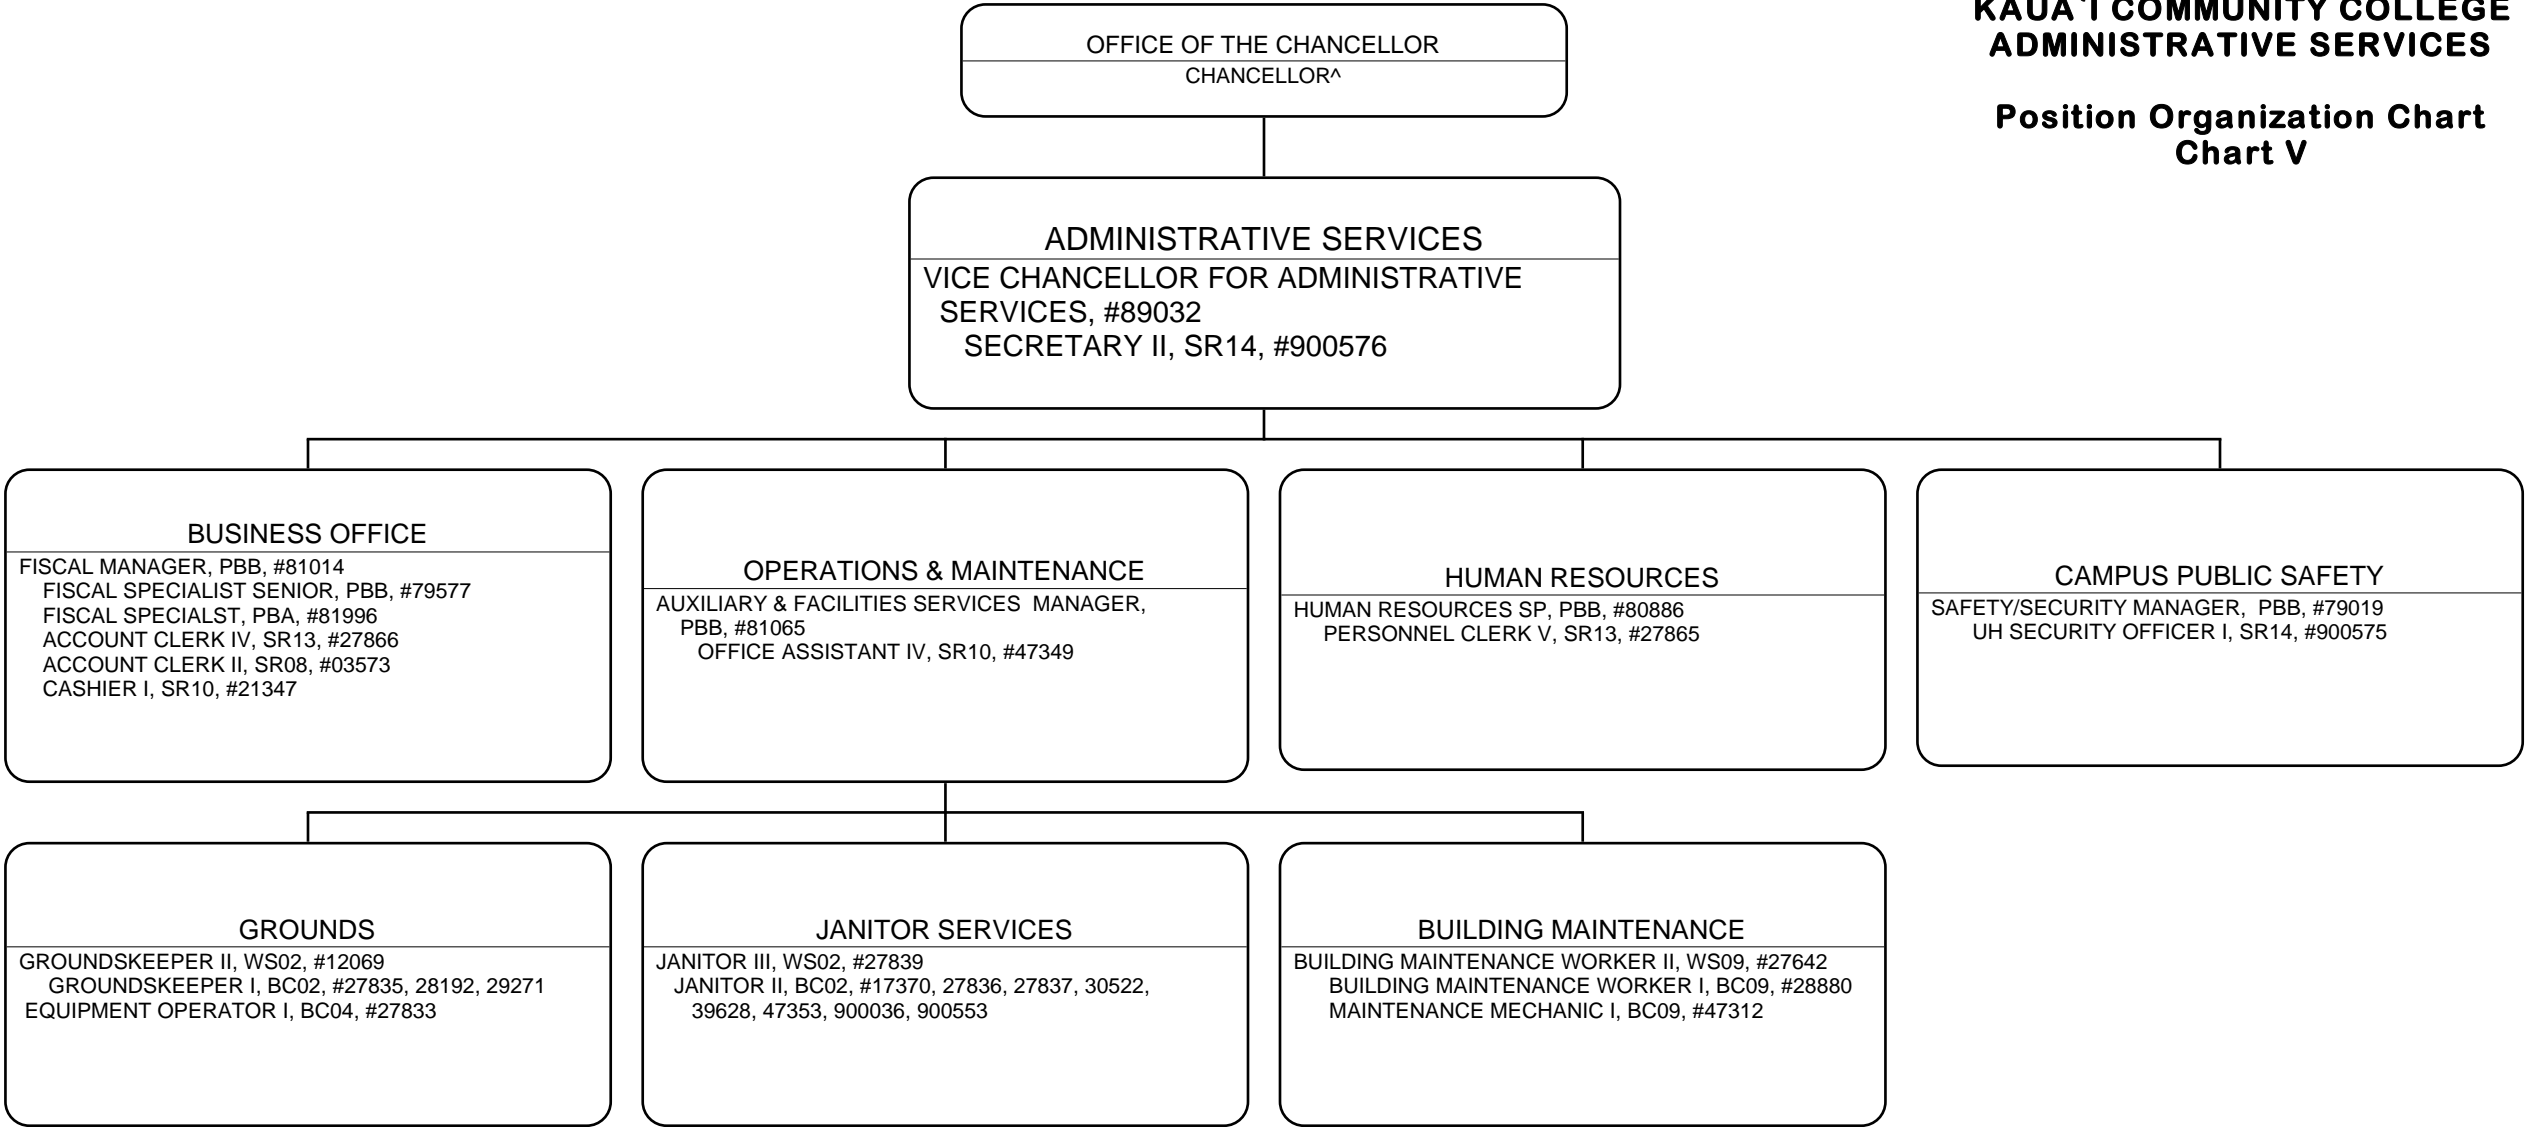 KAUA`I COMMUNITY COLLEGE
ADMINISTRATIVE SERVICES
Position Organization Chart
Chart V
OFFICE OF THE CHANCELLOR
CHANCELLOR^
ADMINISTRATIVE SERVICES
VICE CHANCELLOR FOR ADMINISTRATIVE
SERVICES, #89032
SECRETARY II, SR14, #900576
BUSINESS OFFICE
FISCAL MANAGER, PBB, #81014
FISCAL SPECIALIST SENIOR, PBB, #79577
FISCAL SPECIALST, PBA, #81996
ACCOUNT CLERK IV, SR13, #27866
ACCOUNT CLERK II, SR08, #03573
CASHIER I, SR10, #21347
OPERATIONS & MAINTENANCE
AUXILIARY & FACILITIES SERVICES  MANAGER,
PBB, #81065
OFFICE ASSISTANT IV, SR10, #47349
HUMAN RESOURCES
HUMAN RESOURCES SP, PBB, #80886
PERSONNEL CLERK V, SR13, #27865
CAMPUS PUBLIC SAFETY
SAFETY/SECURITY MANAGER,  PBB, #79019
UH SECURITY OFFICER I, SR14, #900575
GROUNDS
GROUNDSKEEPER II, WS02, #12069
GROUNDSKEEPER I, BC02, #27835, 28192, 29271
EQUIPMENT OPERATOR I, BC04, #27833
JANITOR SERVICES
JANITOR III, WS02, #27839
JANITOR II, BC02, #17370, 27836, 27837, 30522,
39628, 47353, 900036, 900553
BUILDING MAINTENANCE
BUILDING MAINTENANCE WORKER II, WS09, #27642
BUILDING MAINTENANCE WORKER I, BC09, #28880
MAINTENANCE MECHANIC I, BC09, #47312